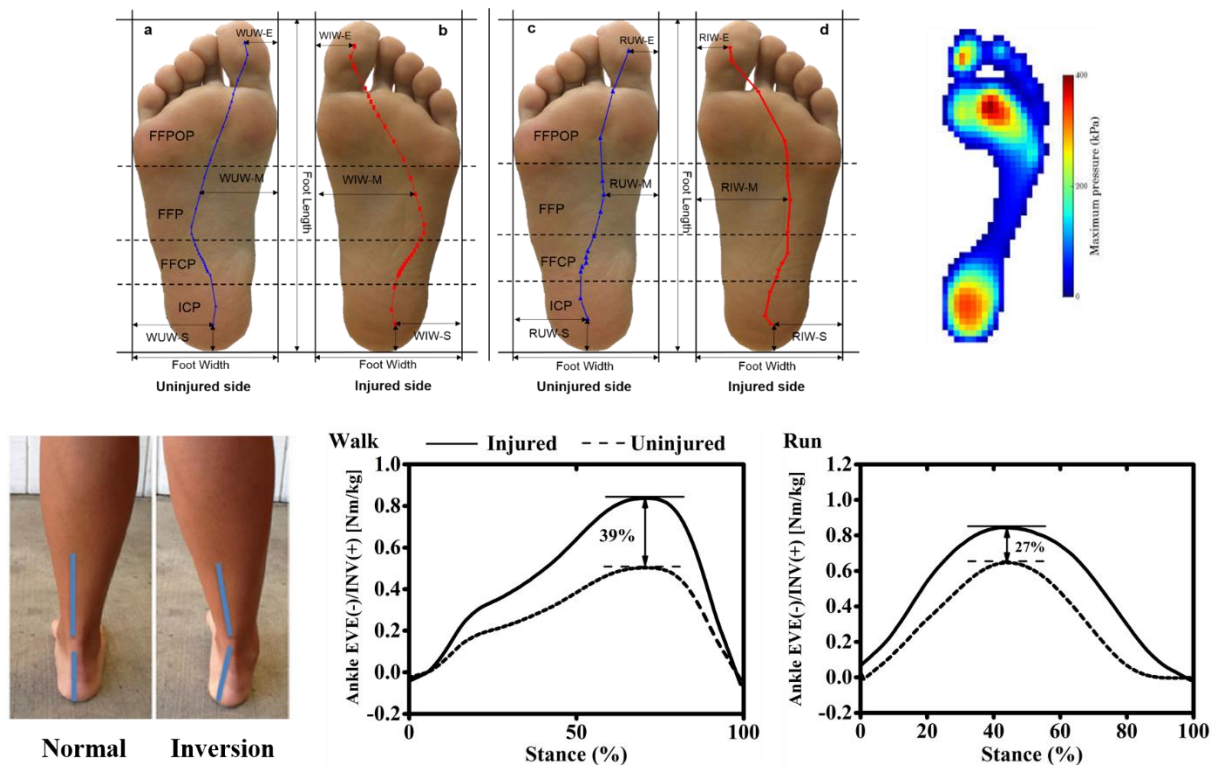 a
WUW-E
WIW-E
b
c
RUW-E
RIW-E
d
FFPOP
FFPOP
WUW-M
WIW-M
RUW-M
RIW-M
Foot Length
Foot Length
FFP
FFP
FFCP
FFCP
ICP
ICP
WUW-S
WIW-S
RUW-S
RIW-S
Foot Width
Foot Width
Foot Width
Foot Width
Uninjured side
Injured side
Uninjured side
Injured side
400
200
0
Maximum pressure (kPa)
Normal
Inversion
Walk
Injured
Uninjured
Run
Ankle EVE(-)/INV(+) [Nm/kg]
1.0
0.8
0.6
0.4
0.2
0.0
-0.2
39%
0
50
100
Stance (%)
Ankle EVE(-)/INV(+) [Nm/kg]
1.2
1.0
0.8
0.6
0.4
0.2
0.0
-0.2
27%
0
20
40
60
80
100
Stance (%)